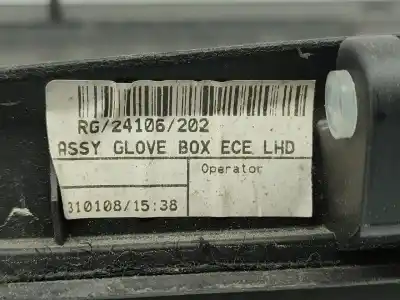 RG/24106/202
ASSY GLOVE BOX ECE LHD
Operator
310108/15:38